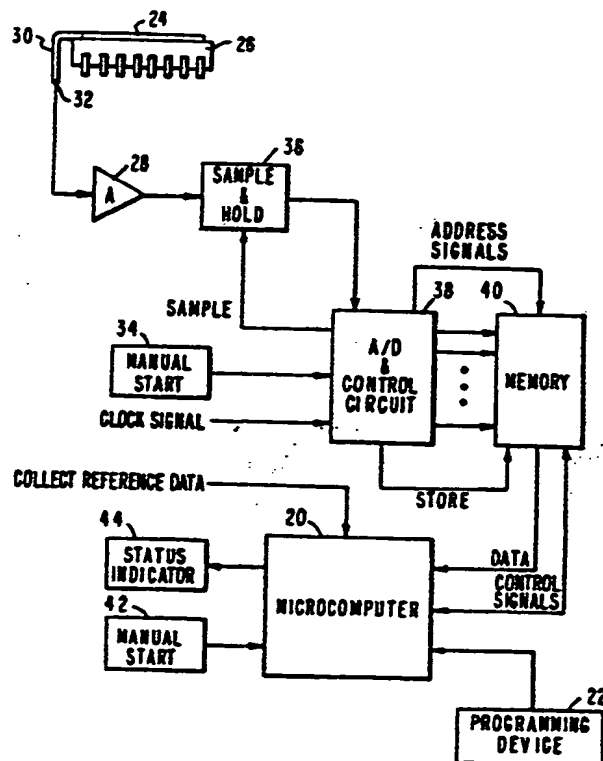 24
30
26
32
28
A
36
SAMPLE
&
HOLD
ADDRESS
SIGNALS
38
40
SAMPLE
34
MANUAL
START
A/D
&
CONTROL
CIRCUIT
MEMORY
CLOCK SIGNAL
COLLECT REFERENCE DATA
STORE
44
20
STATUS
INDICATOR
DATA
CONTROL
SIGNALS
42
MICROCOMPUTER
MANUAL
START
22
PROGRAMMING
DEVICE